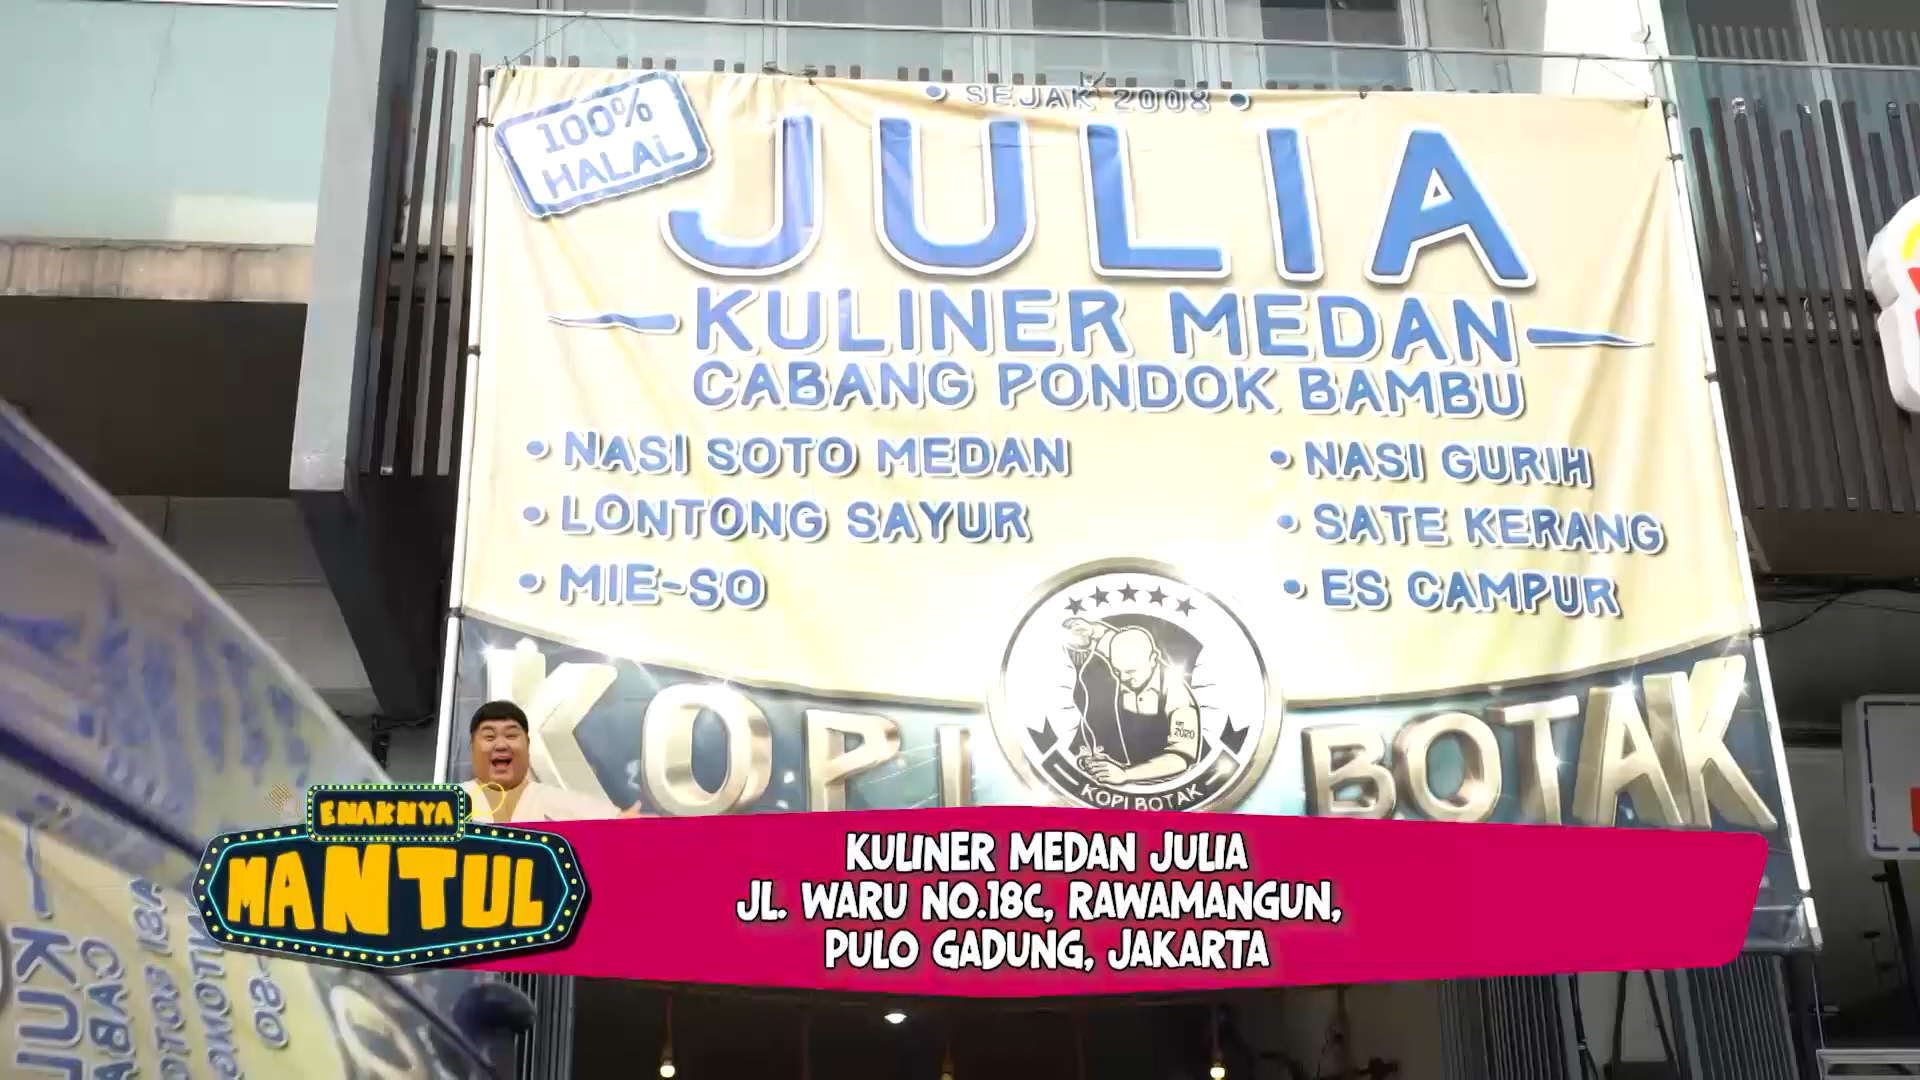 • SEJAK 2008 •
100%
HALAL
JULIA
KULINER MEDAN
CABANG PONDOK BAMBU
• NASI SOTO MEDAN
• LONTONG SAYUR
• MIE-SO
• NASI GURIH
• SATE KERANG
• ES CAMPUR
KOPI BOTAK
KOPI BOTAK
ENAKNYA
MANTUL
KULINER MEDAN JULIA
JL. WARU NO.18C, RAWAMANGUN,
PULO GADUNG, JAKARTA